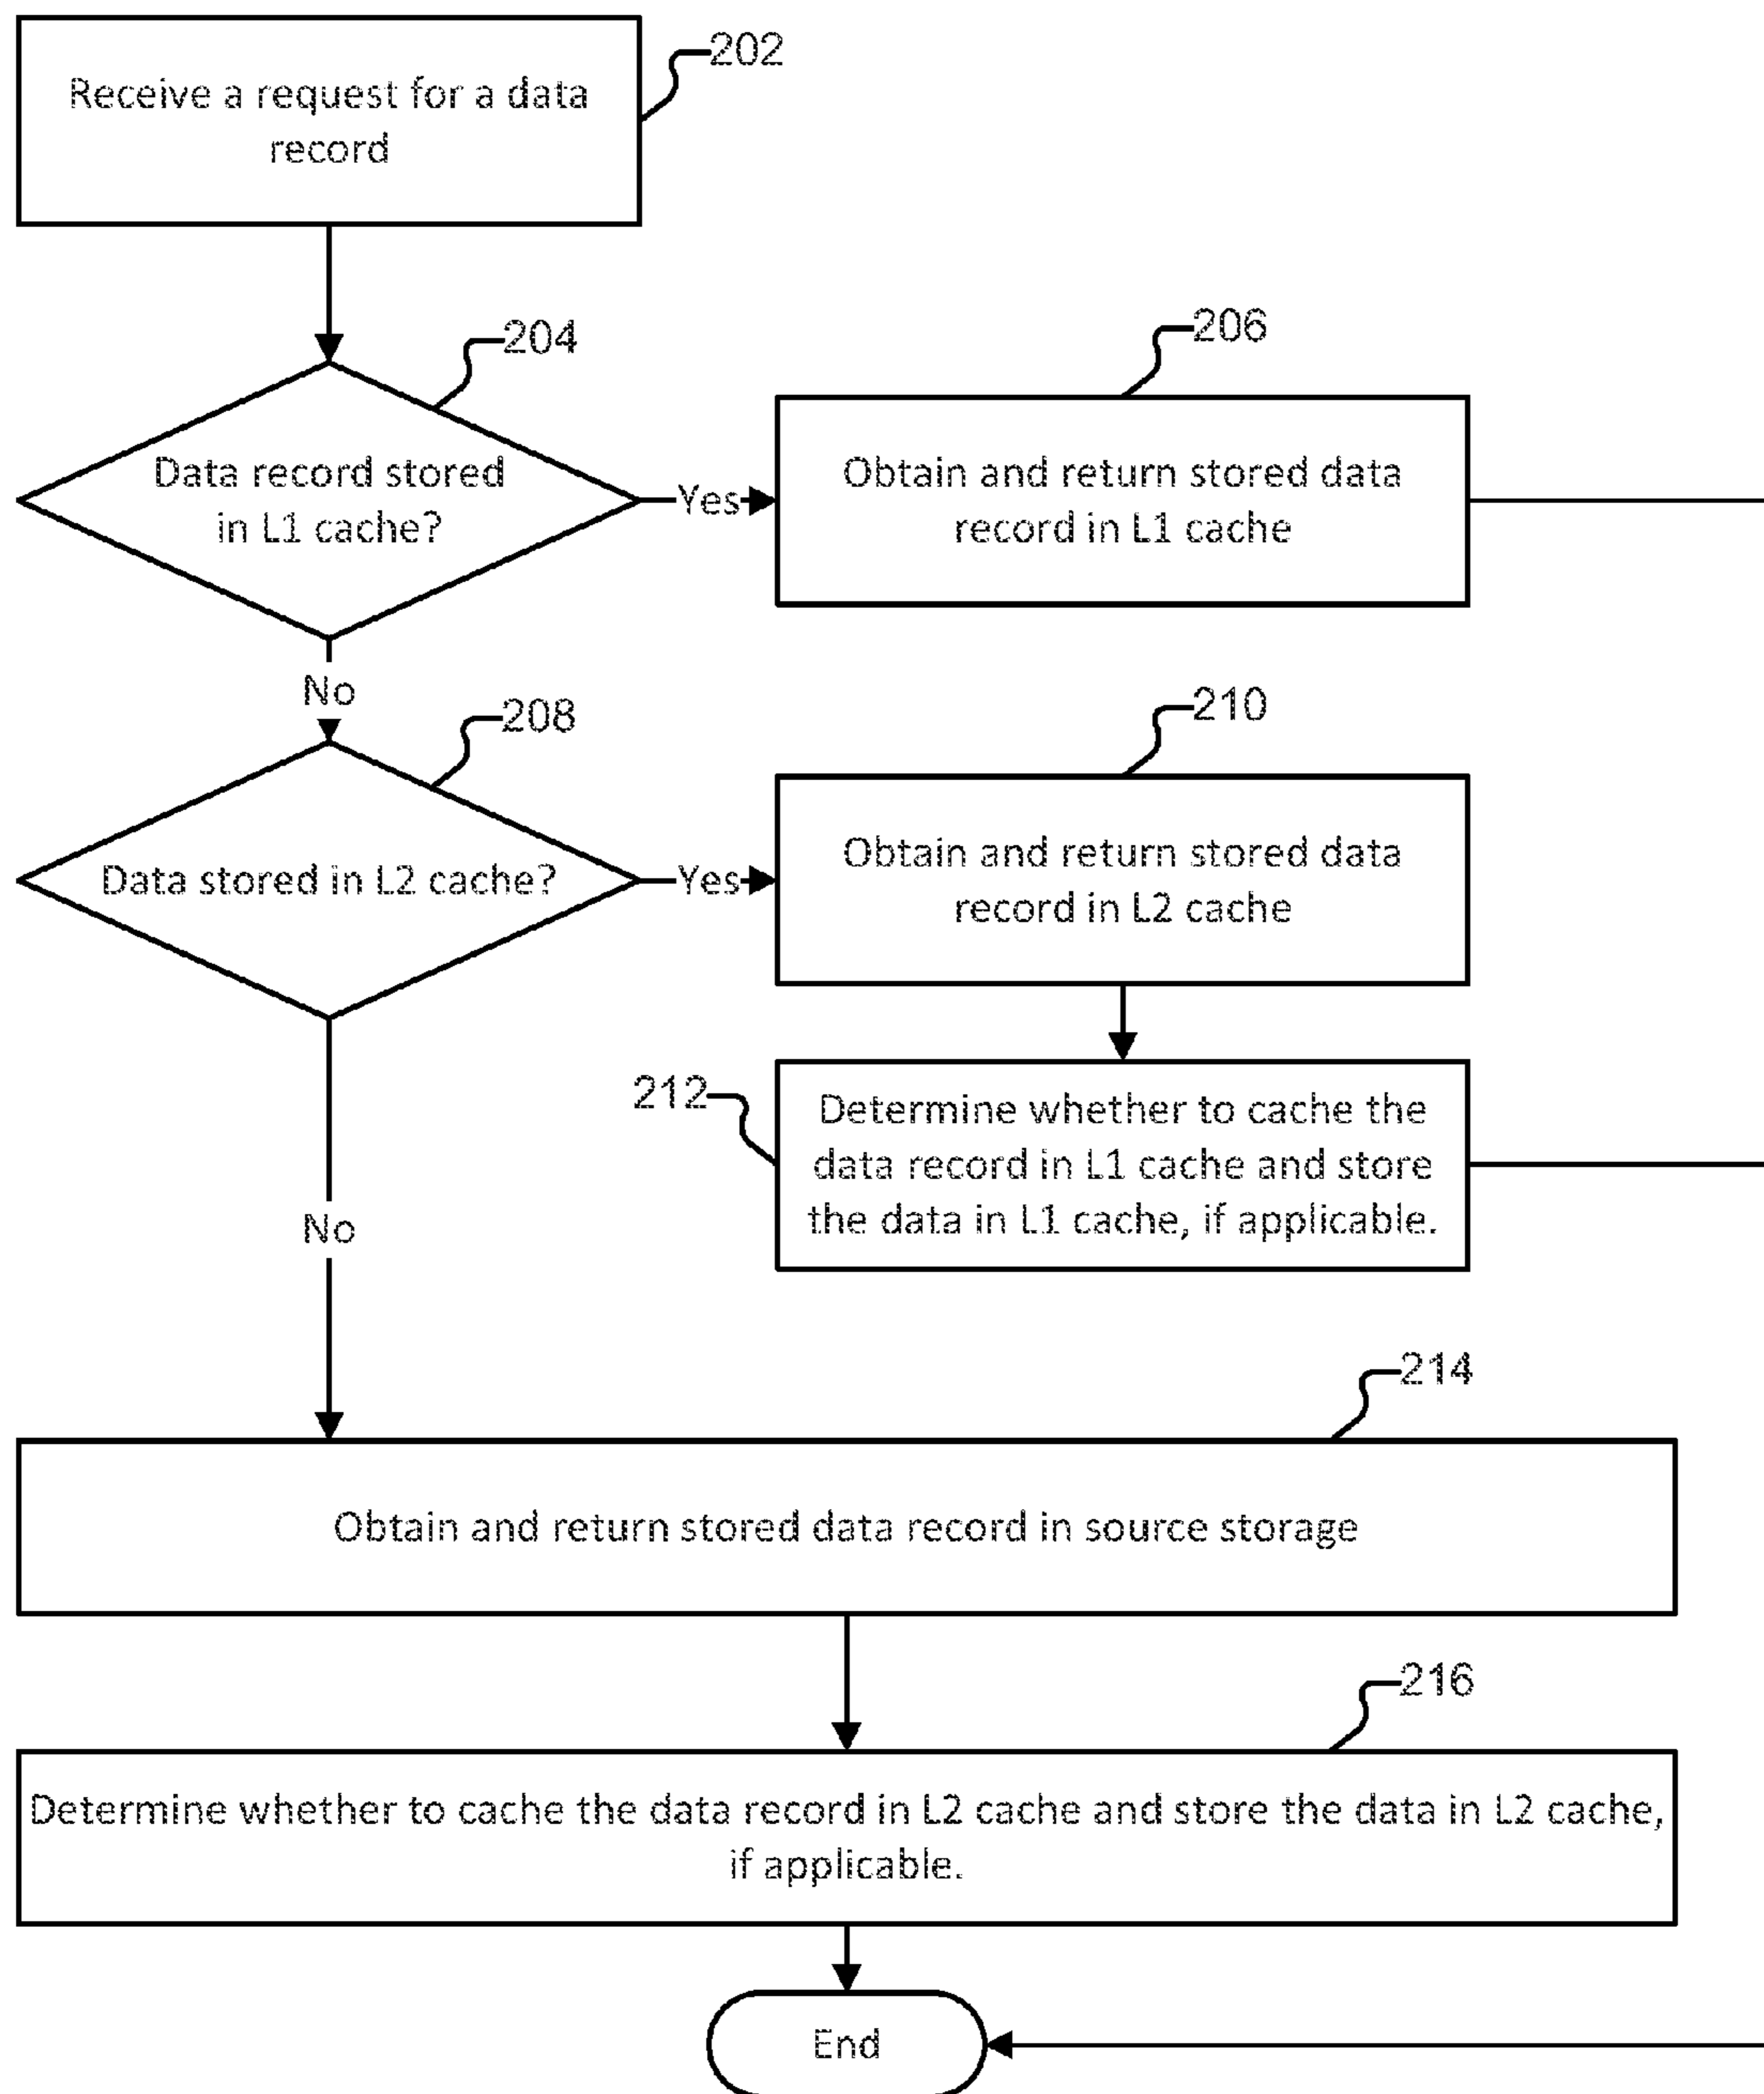 202
Receive a request for a data
record
204
Data record stored
in L1 cache?
Yes
206
Obtain and return stored data
record in L1 cache
No
208
Data stored in L2 cache?
Yes
210
Obtain and return stored data
record in L2 cache
212
Determine whether to cache the
data record in L1 cache and store
the data in L1 cache, if applicable.
No
214
Obtain and return stored data record in source storage
216
Determine whether to cache the data record in L2 cache and store the data in L2 cache,
if applicable.
End